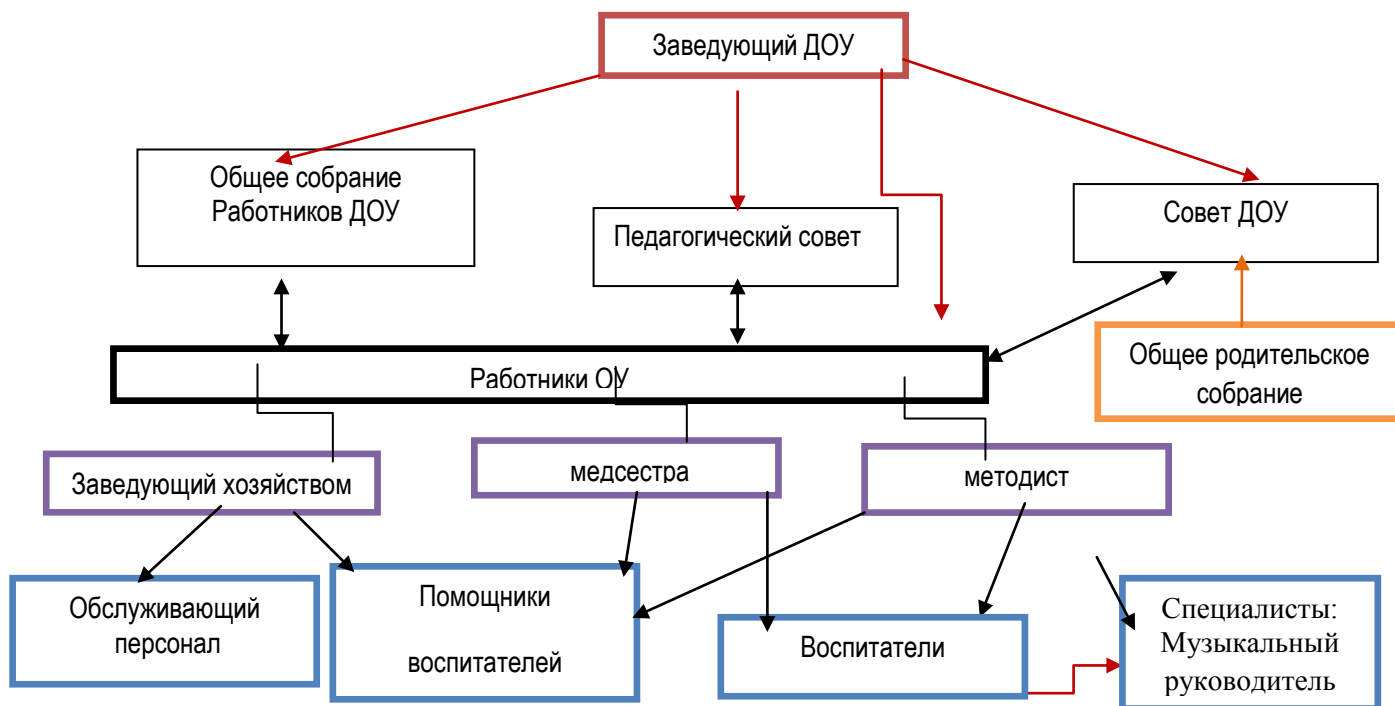 Заведующий ДОУ
Общее собрание
Работников ДОУ
Педагогический совет
Совет ДОУ
Работники ОУ
Общее родительское
собрание
Заведующий хозяйством
медсестра
методист
Обслуживающий
персонал
Помощники
воспитателей
Воспитатели
Специалисты:
Музыкальный
руководитель